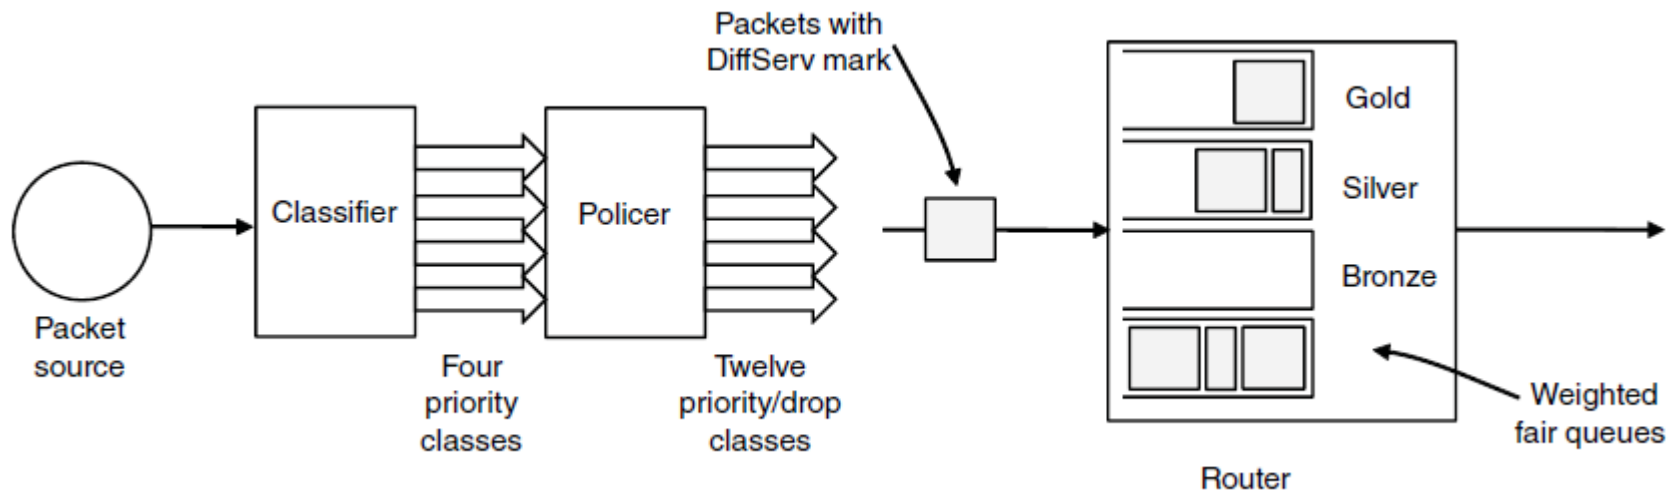 Packets with
DiffServ mark
Gold
Silver
Bronze
Classifier
Policer
Packet
source
Four
priority
classes
Twelve
priority/drop
classes
Weighted
fair queues
Router